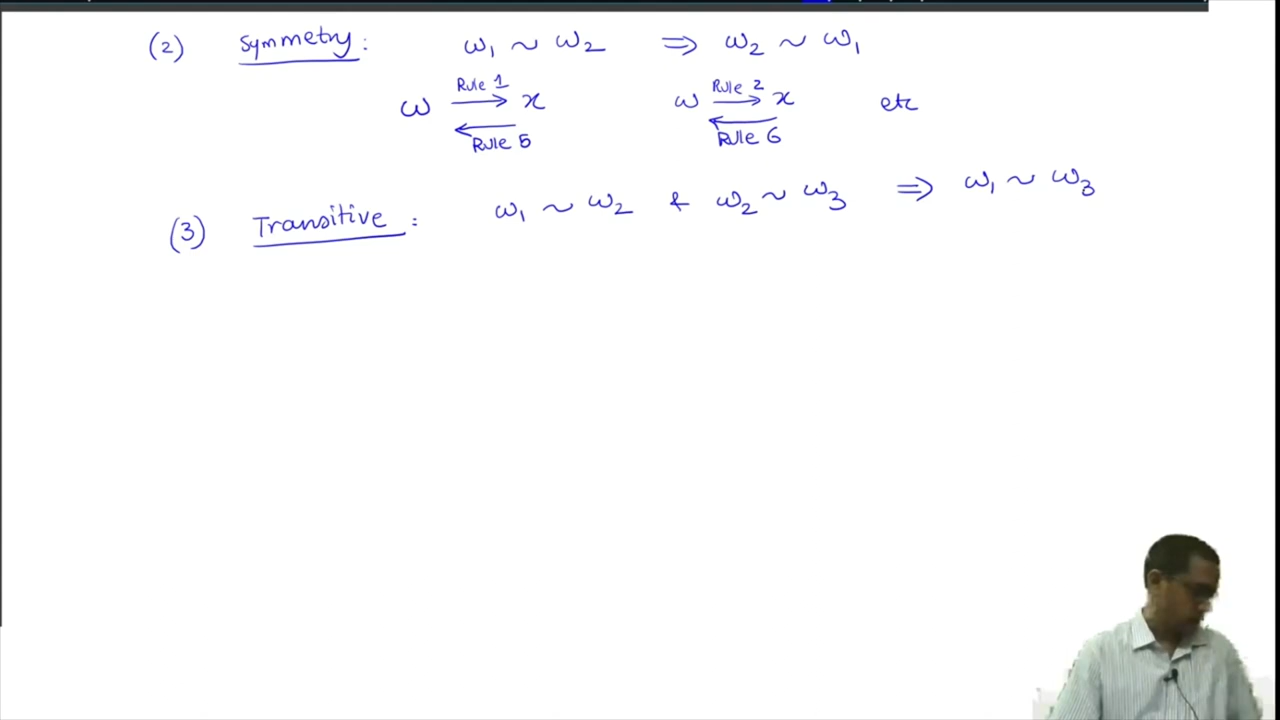 (2) Symmetry: ω₁ ~ ω₂ ⇒ ω₂ ~ ω₁
ω —Rule 1→ x ω —Rule 2→ x etc
←Rule 5 ←Rule 6
(3) Transitive: ω₁ ~ ω₂ & ω₂ ~ ω₃ ⇒ ω₁ ~ ω₃